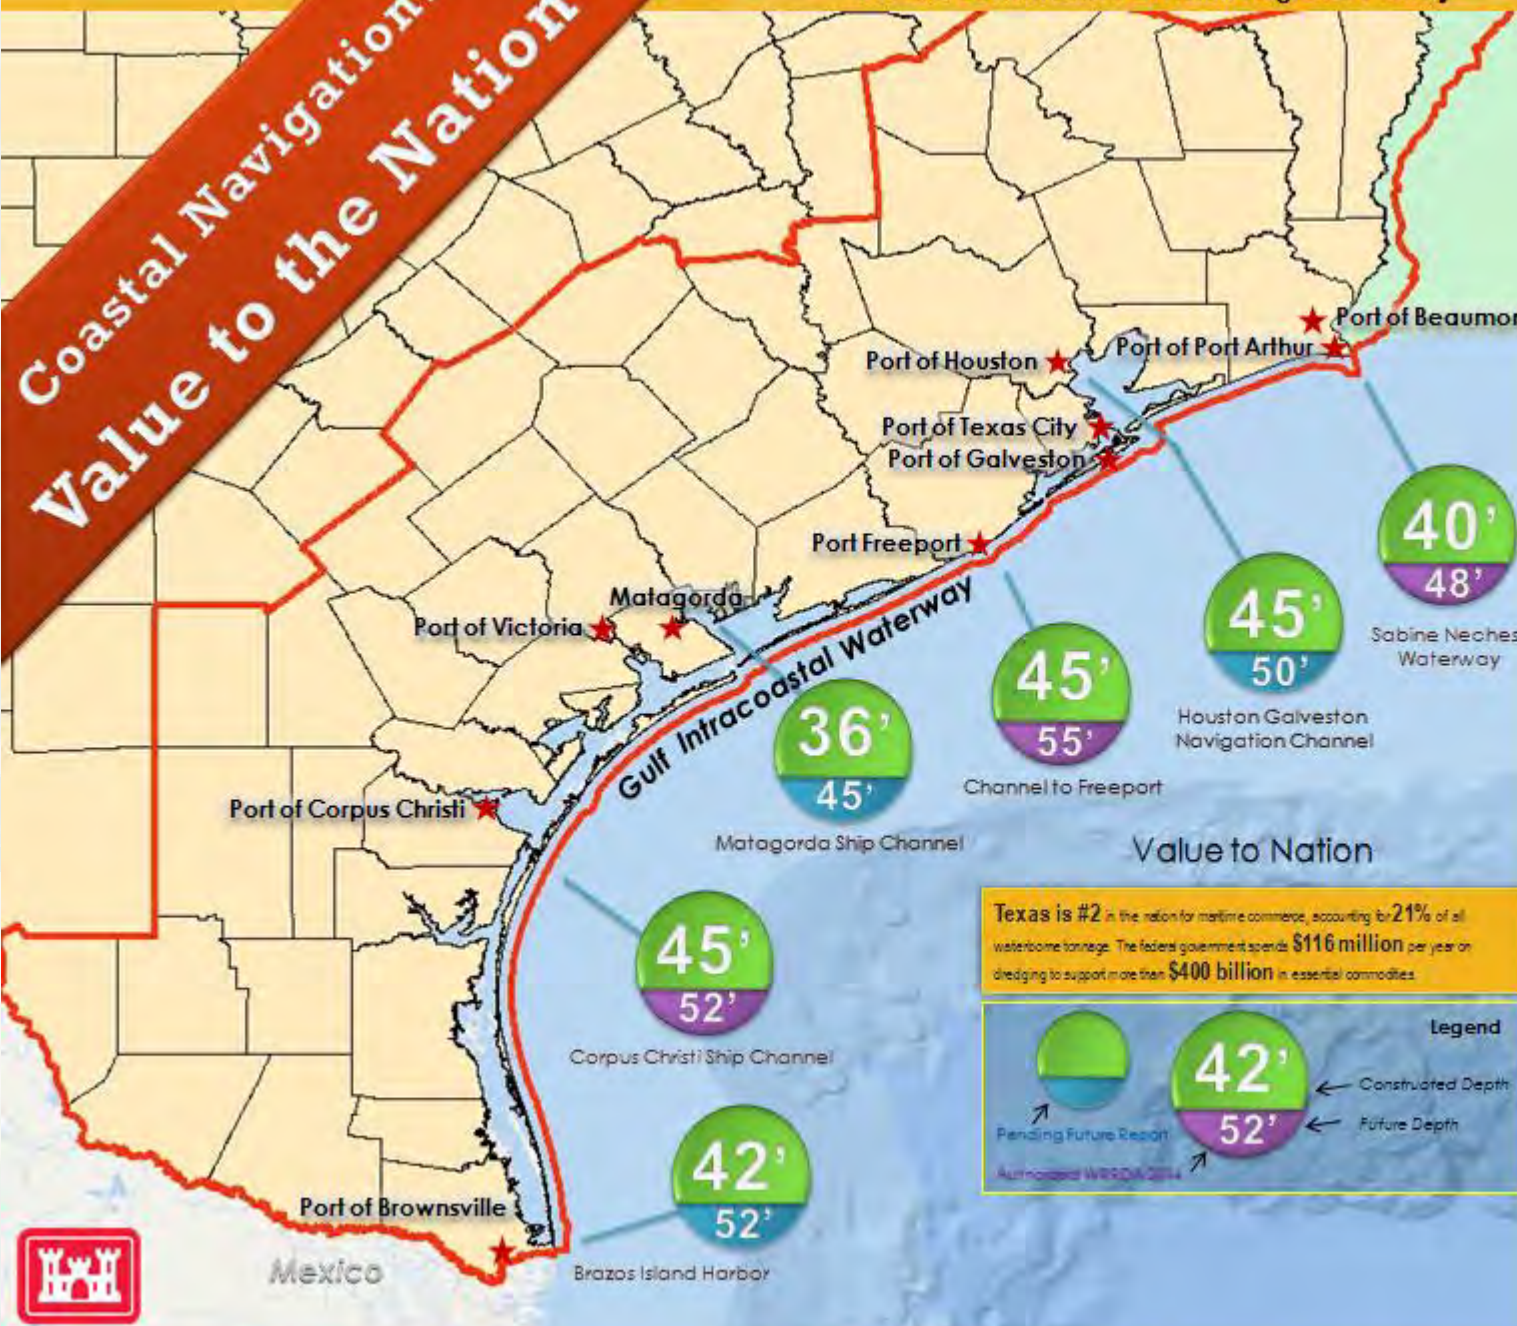 Coastal Navigation
Value to the Nation
Port of Beaumon
Port of Port Arthur
Port of Houston
Port of Texas City
Port of Galveston
Port Freeport
Matagorda
Port of Victoria
Gulf Intracoastal Waterway
Port of Corpus Christi
Port of Brownsville
Mexico
40'
48'
Sabine Neches
Waterway
45'
50'
Houston Galveston
Navigation Channel
45'
55'
Channel to Freeport
36'
45'
Matagorda Ship Channel
45'
52'
Corpus Christi Ship Channel
42'
52'
Brazos Island Harbor
Value to Nation
Texas is #2 in the nation for maritime commerce, accounting for 21% of all
waterborne tonnage. The federal government spends $116 million per year on
dredging to support more than $400 billion in essential commodities.
Legend
42'
52'
Constructed Depth
Future Depth
Pending Future Report
Authorized WRRDA 2014